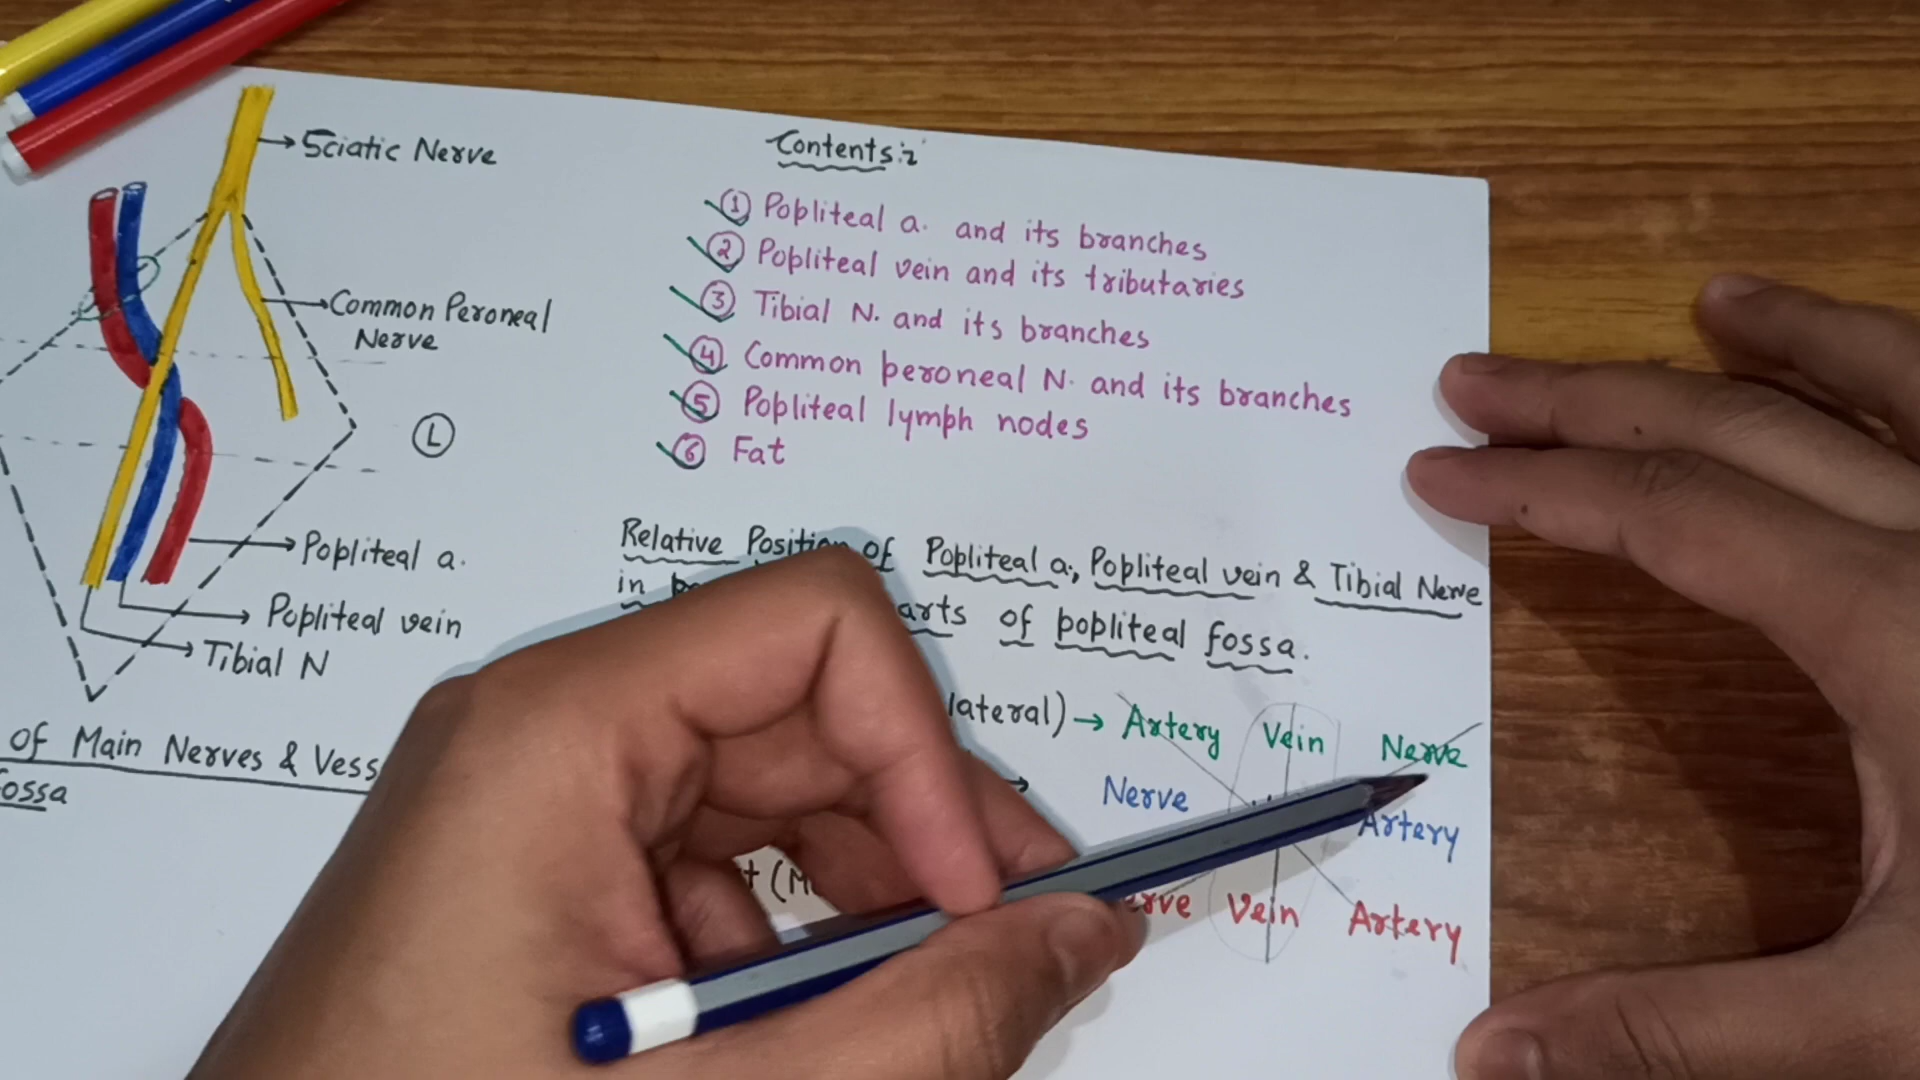 Sciatic Nerve
Common Peroneal
Nerve
L
Popliteal a.
Popliteal vein
Tibial N
of Main Nerves & Vess
ossa
Contents:-
1 Popliteal a. and its branches
2 Popliteal vein and its tributaries
3 Tibial N. and its branches
4 Common peroneal N. and its branches
5 Popliteal lymph nodes
6 Fat
Relative Position of Popliteal a., Popliteal vein & Tibial Nerve
in arts of popliteal fossa.
lateral) → Artery Vein Nerve
→ Nerve Artery
t (M erve Vein Artery